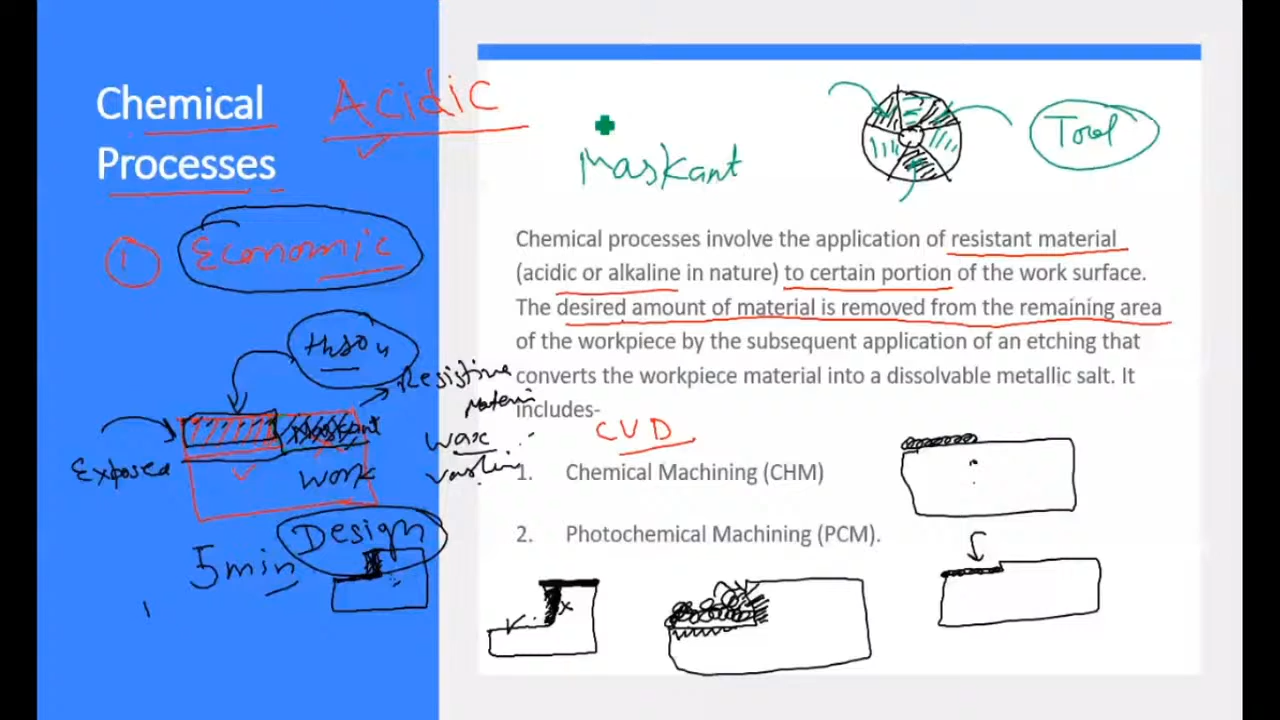 Chemical
Processes
Acidic
1
Economic
H2SO4
Resistive
Material
Maskant
Wax
Exposed
Work
Design
5min
Maskant
Tool
Chemical processes involve the application of resistant material
(acidic or alkaline in nature) to certain portion of the work surface.
The desired amount of material is removed from the remaining area
of the workpiece by the subsequent application of an etching that
converts the workpiece material into a dissolvable metallic salt. It
includes-
CVD
1. Chemical Machining (CHM)
2. Photochemical Machining (PCM).
x